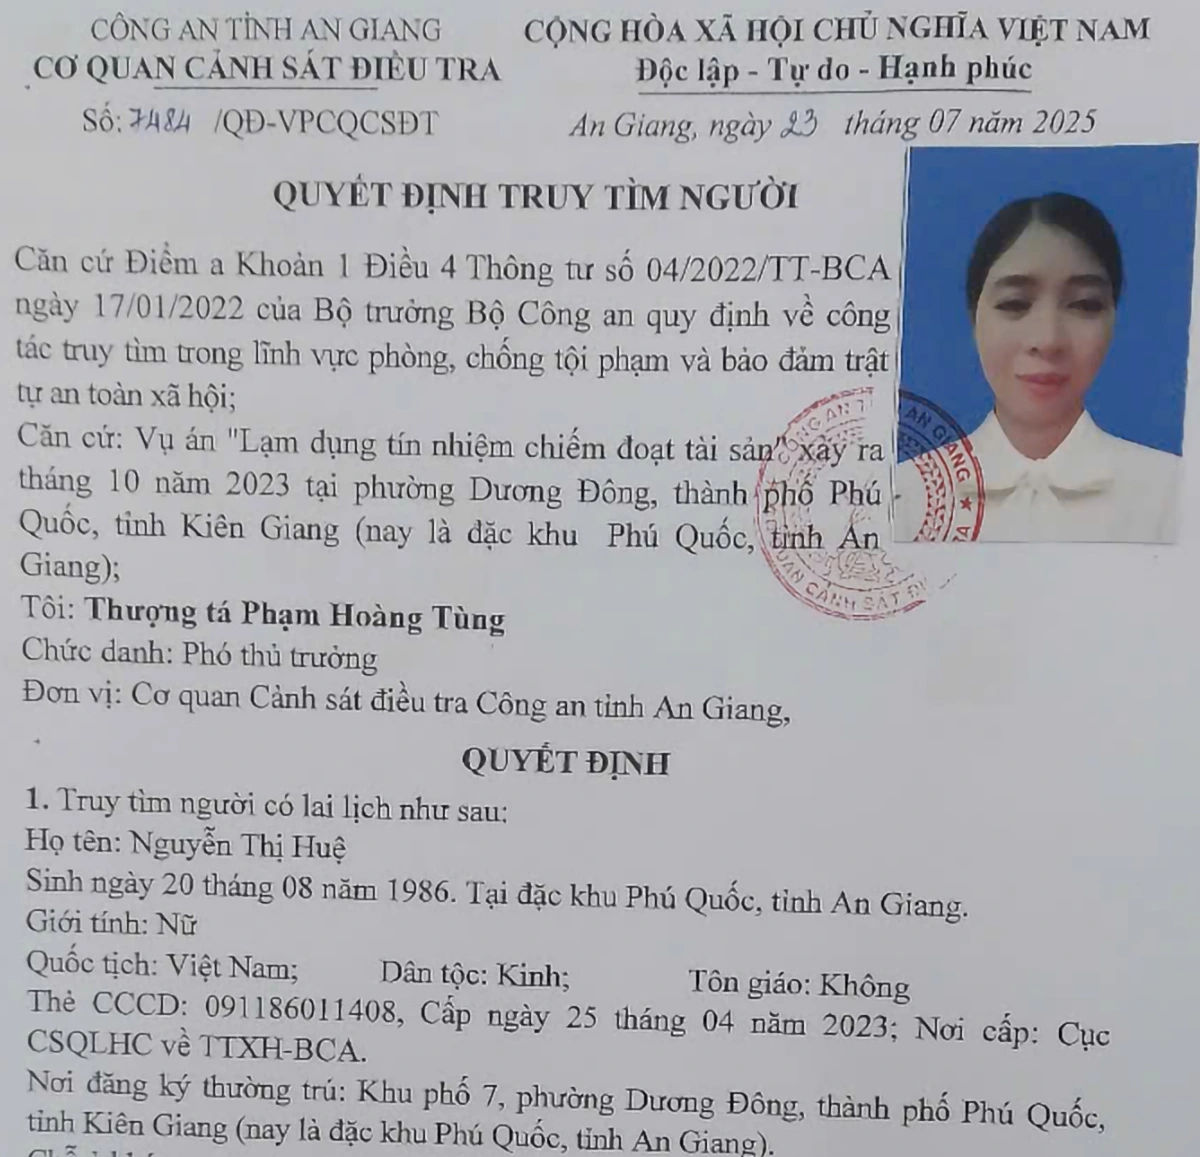 CÔNG AN TỈNH AN GIANG
CƠ QUAN CẢNH SÁT ĐIỀU TRA
Số: 7484 /QĐ-VPCQCSĐT
CỘNG HÒA XÃ HỘI CHỦ NGHĨA VIỆT NAM
Độc lập - Tự do - Hạnh phúc
An Giang, ngày 23 tháng 07 năm 2025
QUYẾT ĐỊNH TRUY TÌM NGƯỜI
Căn cứ Điểm a Khoản 1 Điều 4 Thông tư số 04/2022/TT-BCA
ngày 17/01/2022 của Bộ trưởng Bộ Công an quy định về công
tác truy tìm trong lĩnh vực phòng, chống tội phạm và bảo đảm trật
tự an toàn xã hội;
Căn cứ: Vụ án "Lạm dụng tín nhiệm chiếm đoạt tài sản" xảy ra
tháng 10 năm 2023 tại phường Dương Đông, thành phố Phú
Quốc, tỉnh Kiên Giang (nay là đặc khu Phú Quốc, tỉnh An
Giang);
Tôi: Thượng tá Phạm Hoàng Tùng
Chức danh: Phó thủ trưởng
Đơn vị: Cơ quan Cảnh sát điều tra Công an tỉnh An Giang,
QUYẾT ĐỊNH
1. Truy tìm người có lai lịch như sau:
Họ tên: Nguyễn Thị Huệ
Sinh ngày 20 tháng 08 năm 1986. Tại đặc khu Phú Quốc, tỉnh An Giang.
Giới tính: Nữ
Quốc tịch: Việt Nam; Dân tộc: Kinh; Tôn giáo: Không
Thẻ CCCD: 091186011408, Cấp ngày 25 tháng 04 năm 2023; Nơi cấp: Cục
CSQLHC về TTXH-BCA.
Nơi đăng ký thường trú: Khu phố 7, phường Dương Đông, thành phố Phú Quốc,
tỉnh Kiên Giang (nay là đặc khu Phú Quốc, tỉnh An Giang).